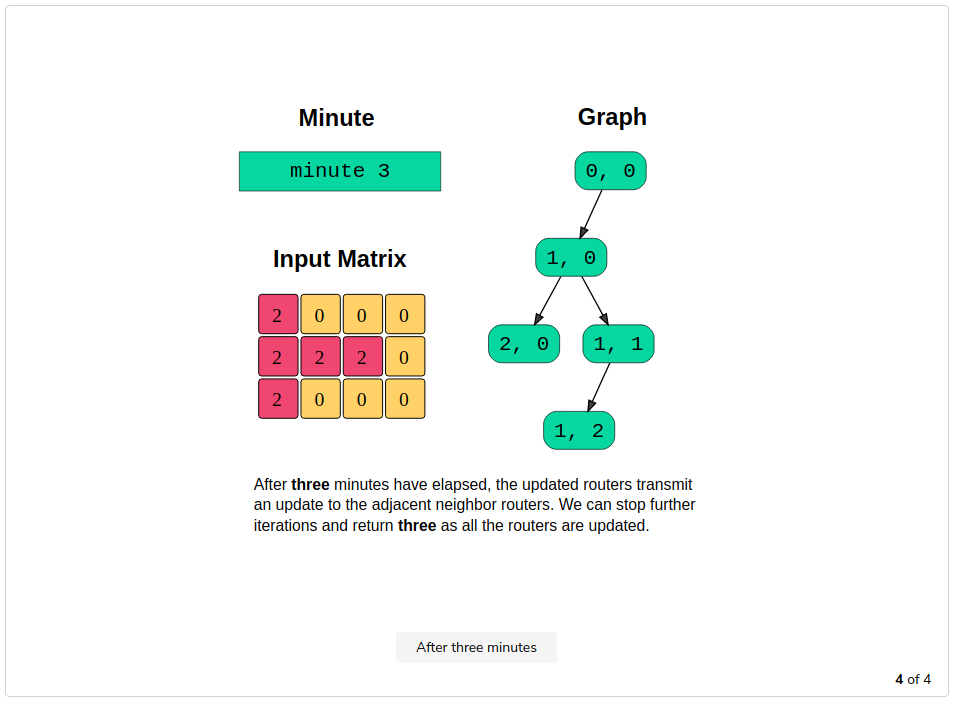 Minute
minute 3
Input Matrix
2 0 0 0
2 2 2 0
2 0 0 0
Graph
0, 0
1, 0
2, 0 1, 1
1, 2
After three minutes have elapsed, the updated routers transmit
an update to the adjacent neighbor routers. We can stop further
iterations and return three as all the routers are updated.
After three minutes
4 of 4